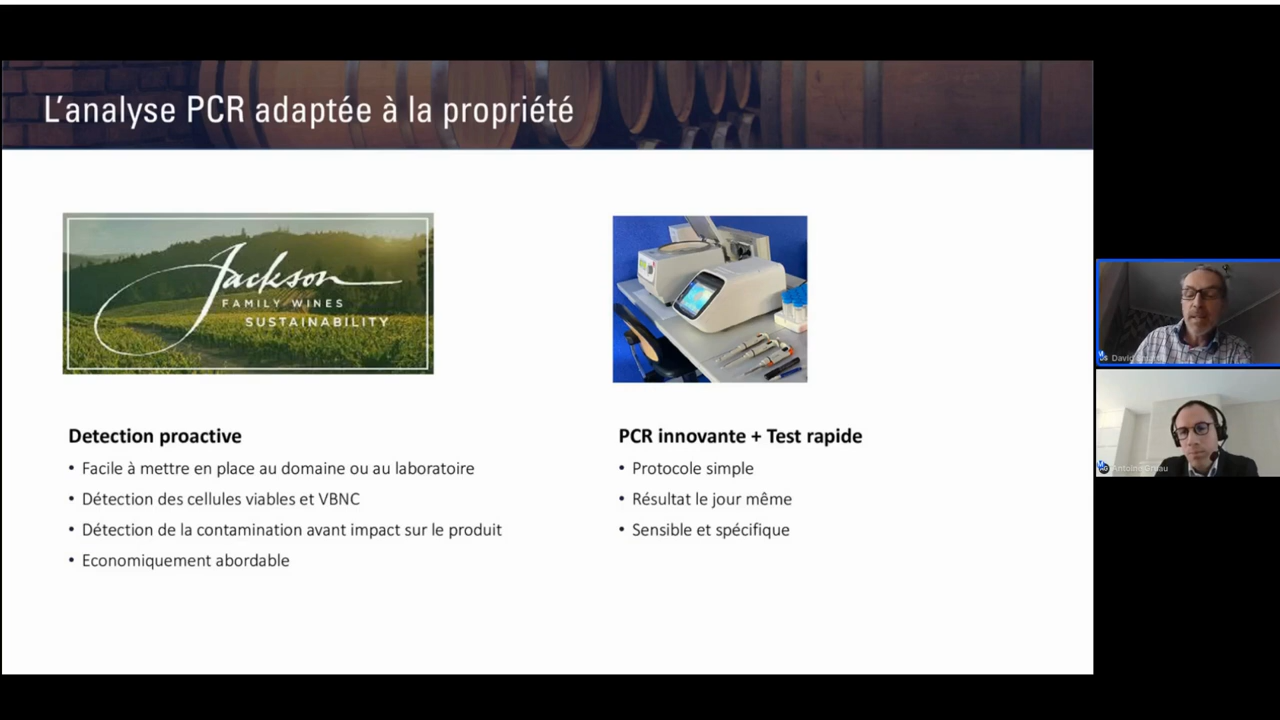 L'analyse PCR adaptée à la propriété
Jackson
FAMILY WINES
SUSTAINABILITY
Detection proactive
• Facile à mettre en place au domaine ou au laboratoire
• Détection des cellules viables et VBNC
• Détection de la contamination avant impact sur le produit
• Economiquement abordable
PCR innovante + Test rapide
• Protocole simple
• Résultat le jour même
• Sensible et spécifique
David
Antoine Gruau